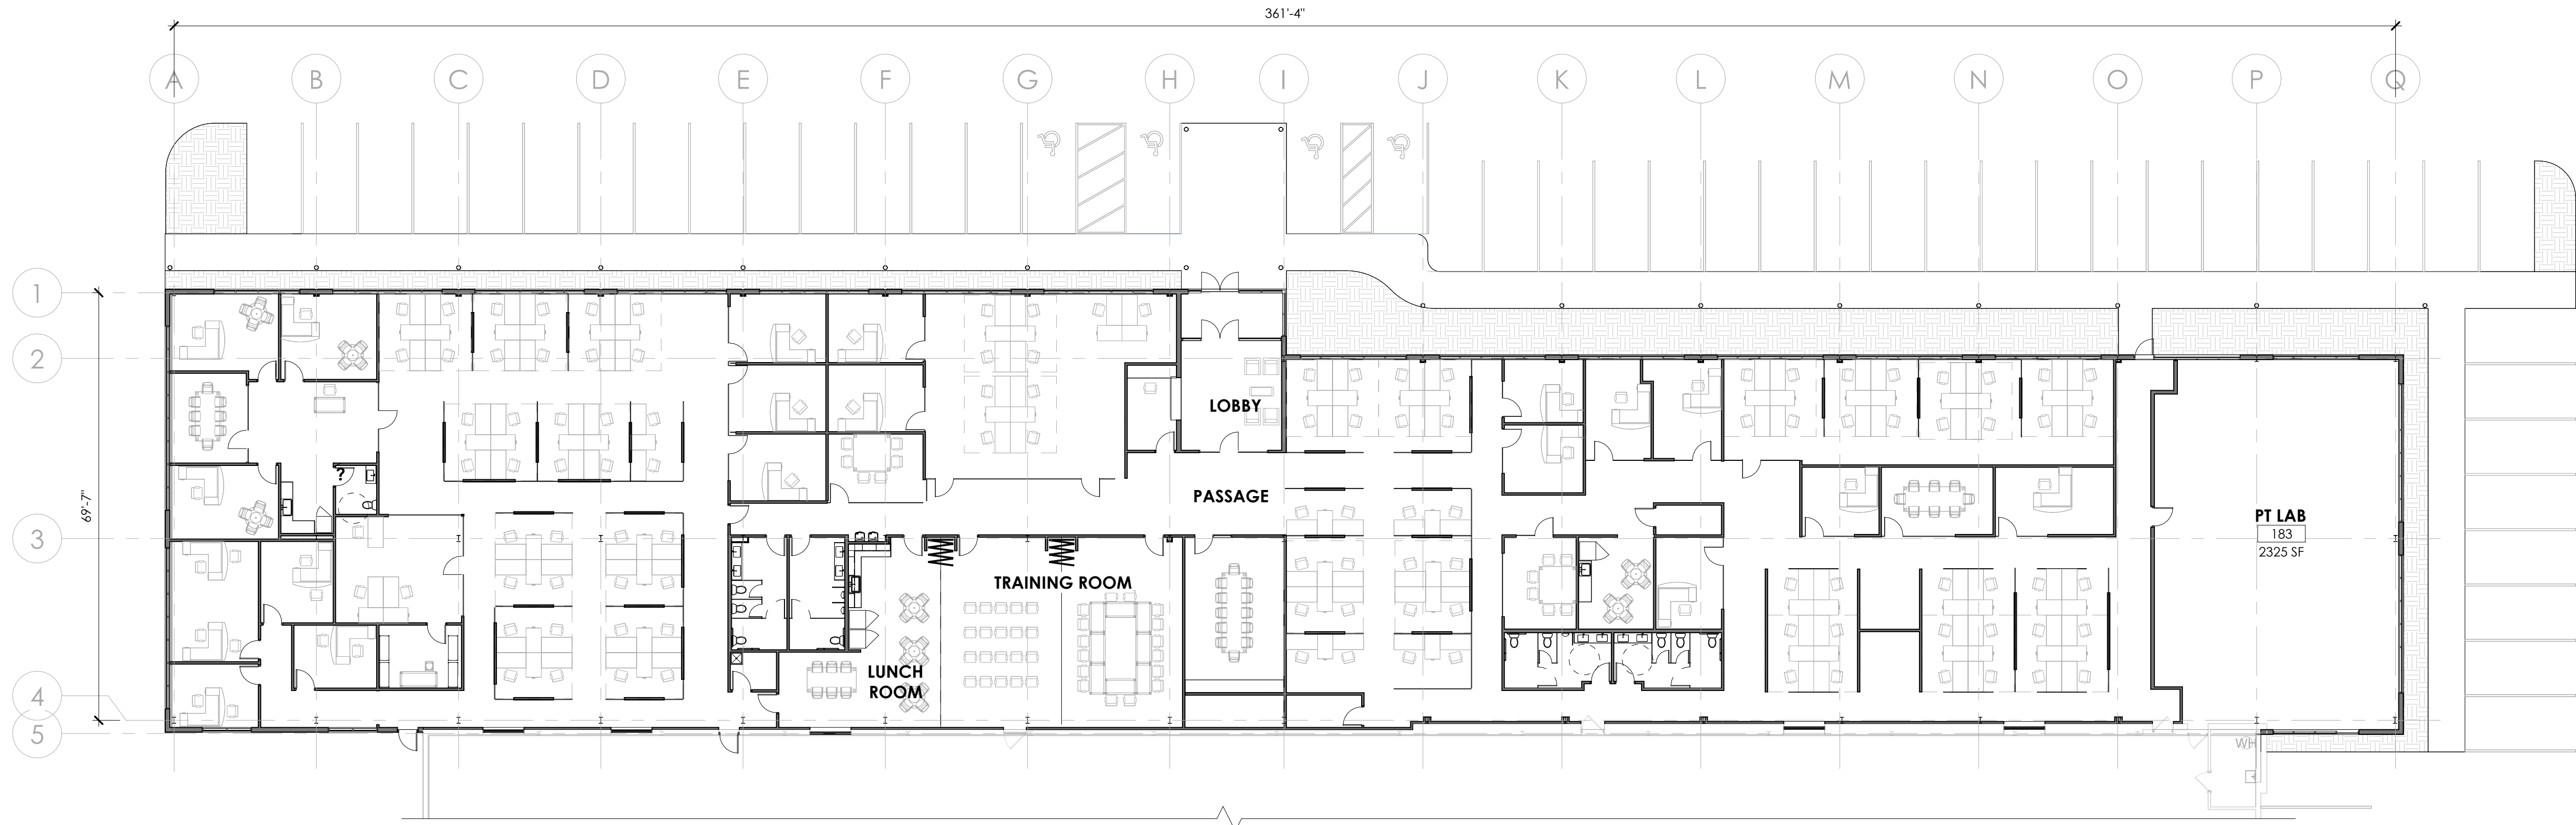 361'-4"
A B C D E F G H I J K L M N O P Q
1
2
3
4
5
69'-7"
?
LOBBY
PASSAGE
TRAINING ROOM
LUNCH
ROOM
PT LAB
183
2325 SF
WH